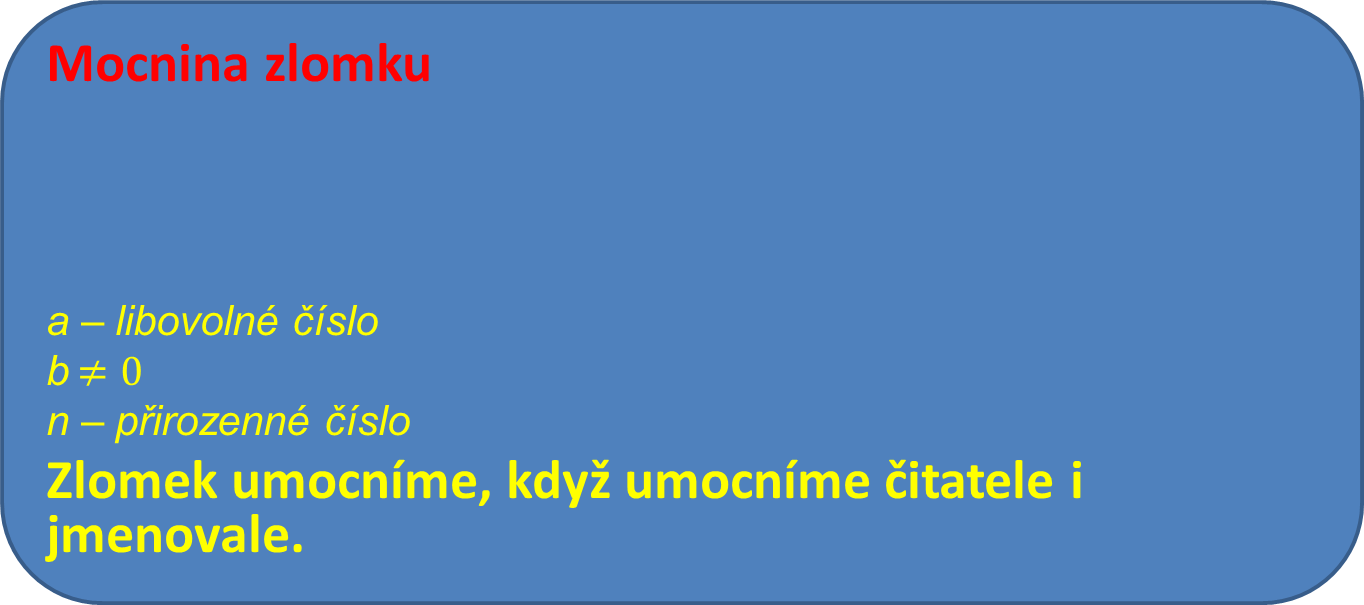 Mocnina zlomku
a – libovolné číslo
b ≠ 0
n – přirozenné číslo
Zlomek umocníme, když umocníme čitatele i
jmenovale.